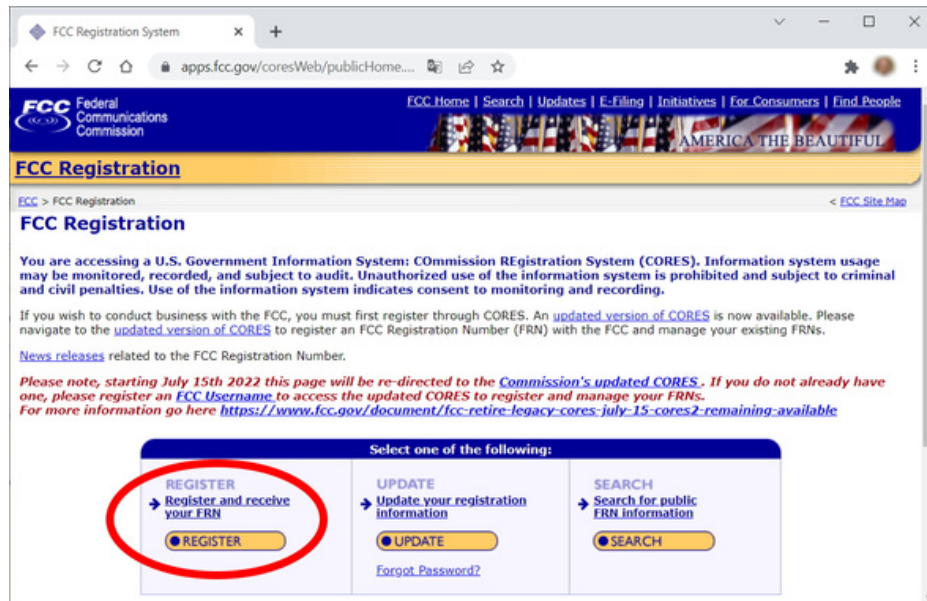 FCC Registration System
apps.fcc.gov/coresWeb/publicHome....
FCC Federal
Communications
Commission
FCC Home | Search | Updates | E-Filing | Initiatives | For Consumers | Find People
AMERICA THE BEAUTIFUL
FCC Registration
FCC > FCC Registration
< FCC Site Map
FCC Registration
You are accessing a U.S. Government Information System: COmmission REgistration System (CORES). Information system usage
may be monitored, recorded, and subject to audit. Unauthorized use of the information system is prohibited and subject to criminal
and civil penalties. Use of the information system indicates consent to monitoring and recording.
If you wish to conduct business with the FCC, you must first register through CORES. An updated version of CORES is now available. Please
navigate to the updated version of CORES to register an FCC Registration Number (FRN) with the FCC and manage your existing FRNs.
News releases related to the FCC Registration Number.
Please note, starting July 15th 2022 this page will be re-directed to the Commission's updated CORES . If you do not already have
one, please register an FCC Username to access the updated CORES to register and manage your FRNs.
For more information go here https://www.fcc.gov/document/fcc-retire-legacy-cores-july-15-cores2-remaining-available
Select one of the following:
REGISTER
Register and receive
your FRN
REGISTER
UPDATE
Update your registration
information
UPDATE
Forgot Password?
SEARCH
Search for public
FRN information
SEARCH